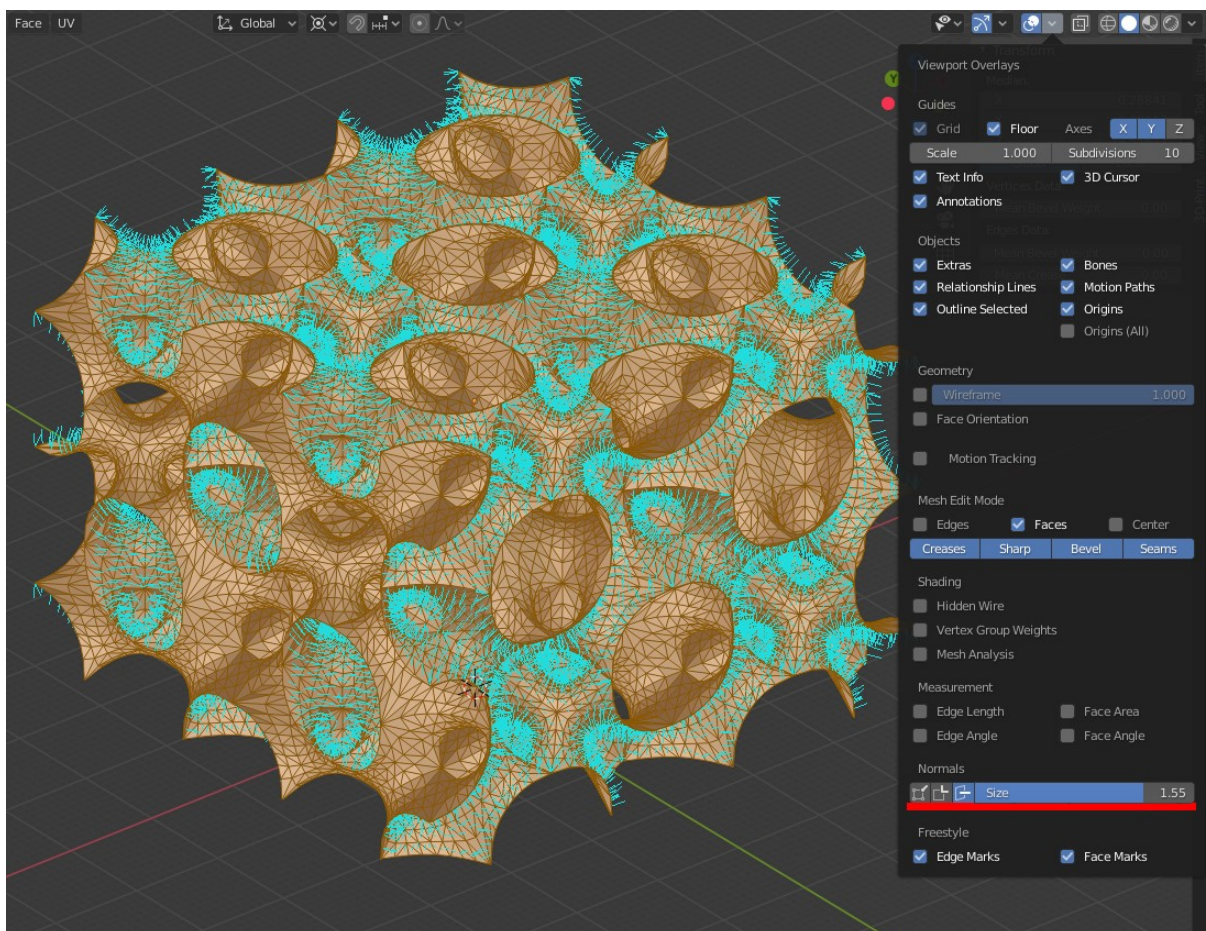 Face UV Global
Y
Viewport Overlays
Guides
Grid Floor Axes X Y Z
Scale 1.000 Subdivisions 10
Text Info 3D Cursor
Annotations
Objects
Extras Bones
Relationship Lines Motion Paths
Outline Selected Origins
Origins (All)
Geometry
Wireframe 1.000
Face Orientation
Motion Tracking
Mesh Edit Mode
Edges Faces Center
Creases Sharp Bevel Seams
Shading
Hidden Wire
Vertex Group Weights
Mesh Analysis
Measurement
Edge Length Face Area
Edge Angle Face Angle
Normals
Size 1.55
Freestyle
Edge Marks Face Marks